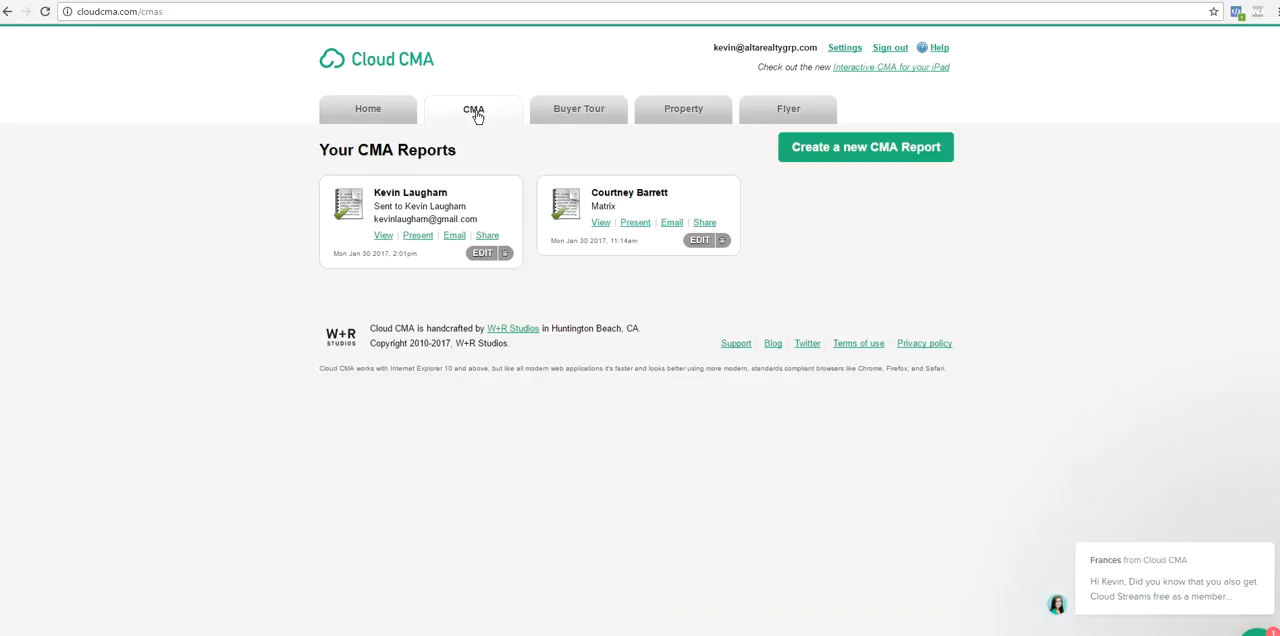 cloudcma.com/cmas
Cloud CMA
kevin@altarealtygrp.com Settings Sign out Help
Check out the new Interactive CMA for your iPad
Home CMA Buyer Tour Property Flyer
Your CMA Reports
Create a new CMA Report
Kevin Laugharn
Sent to Kevin Laugharn
kevinlaugharn@gmail.com
View | Present | Email | Share
Mon Jan 30 2017, 2:01pm EDIT
Courtney Barrett
Matrix
View | Present | Email | Share
Mon Jan 30 2017, 11:14am EDIT
W+R
STUDIOS
Cloud CMA is handcrafted by W+R Studios in Huntington Beach, CA.
Copyright 2010-2017, W+R Studios.
Support | Blog | Twitter | Terms of use | Privacy policy
Cloud CMA works with Internet Explorer 10 and above, but like all modern web applications it's faster and looks better using more modern, standards compliant browsers like Chrome, Firefox, and Safari.
Frances from Cloud CMA
Hi Kevin, Did you know that you also get
Cloud Streams free as a member...
1